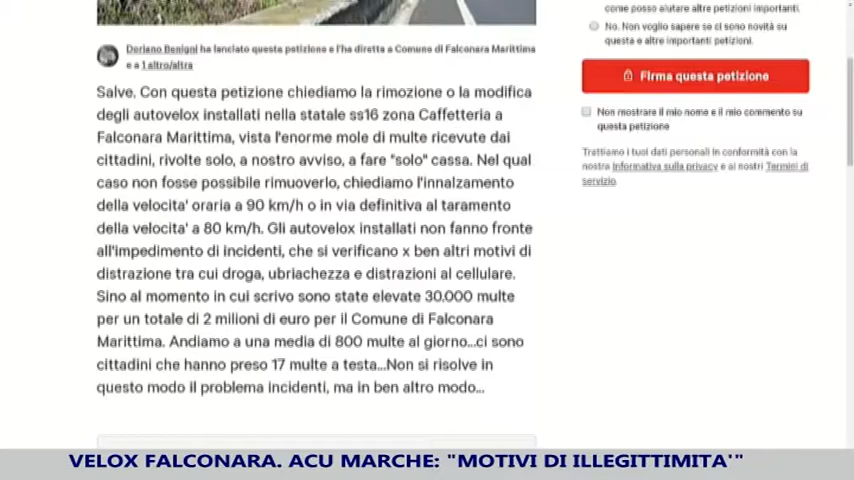 Doriano Benigni ha lanciato questa petizione e l'ha diretta a Comune di Falconara Marittima
e a 1 altro/altra
Salve. Con questa petizione chiediamo la rimozione o la modifica
degli autovelox installati nella statale ss16 zona Caffetteria a
Falconara Marittima, vista l'enorme mole di multe ricevute dai
cittadini, rivolte solo, a nostro avviso, a fare "solo" cassa. Nel qual
caso non fosse possibile rimuoverlo, chiediamo l'innalzamento
della velocita' oraria a 90 km/h o in via definitiva al taramento
della velocita' a 80 km/h. Gli autovelox installati non fanno fronte
all'impedimento di incidenti, che si verificano x ben altri motivi di
distrazione tra cui droga, ubriachezza e distrazioni al cellulare.
Sino al momento in cui scrivo sono state elevate 30.000 multe
per un totale di 2 milioni di euro per il Comune di Falconara
Marittima. Andiamo a una media di 800 multe al giorno...ci sono
cittadini che hanno preso 17 multe a testa...Non si risolve in
questo modo il problema incidenti, ma in ben altro modo...
come posso aiutare altre petizioni importanti.
No. Non voglio sapere se ci sono novità su
questa e altre importanti petizioni.
Firma questa petizione
Non mostrare il mio nome e il mio commento su
questa petizione
Trattiamo i tuoi dati personali in conformità con la
nostra Informativa sulla privacy e ai nostri Termini di
servizio.
VELOX FALCONARA. ACU MARCHE: "MOTIVI DI ILLEGITTIMITA'"